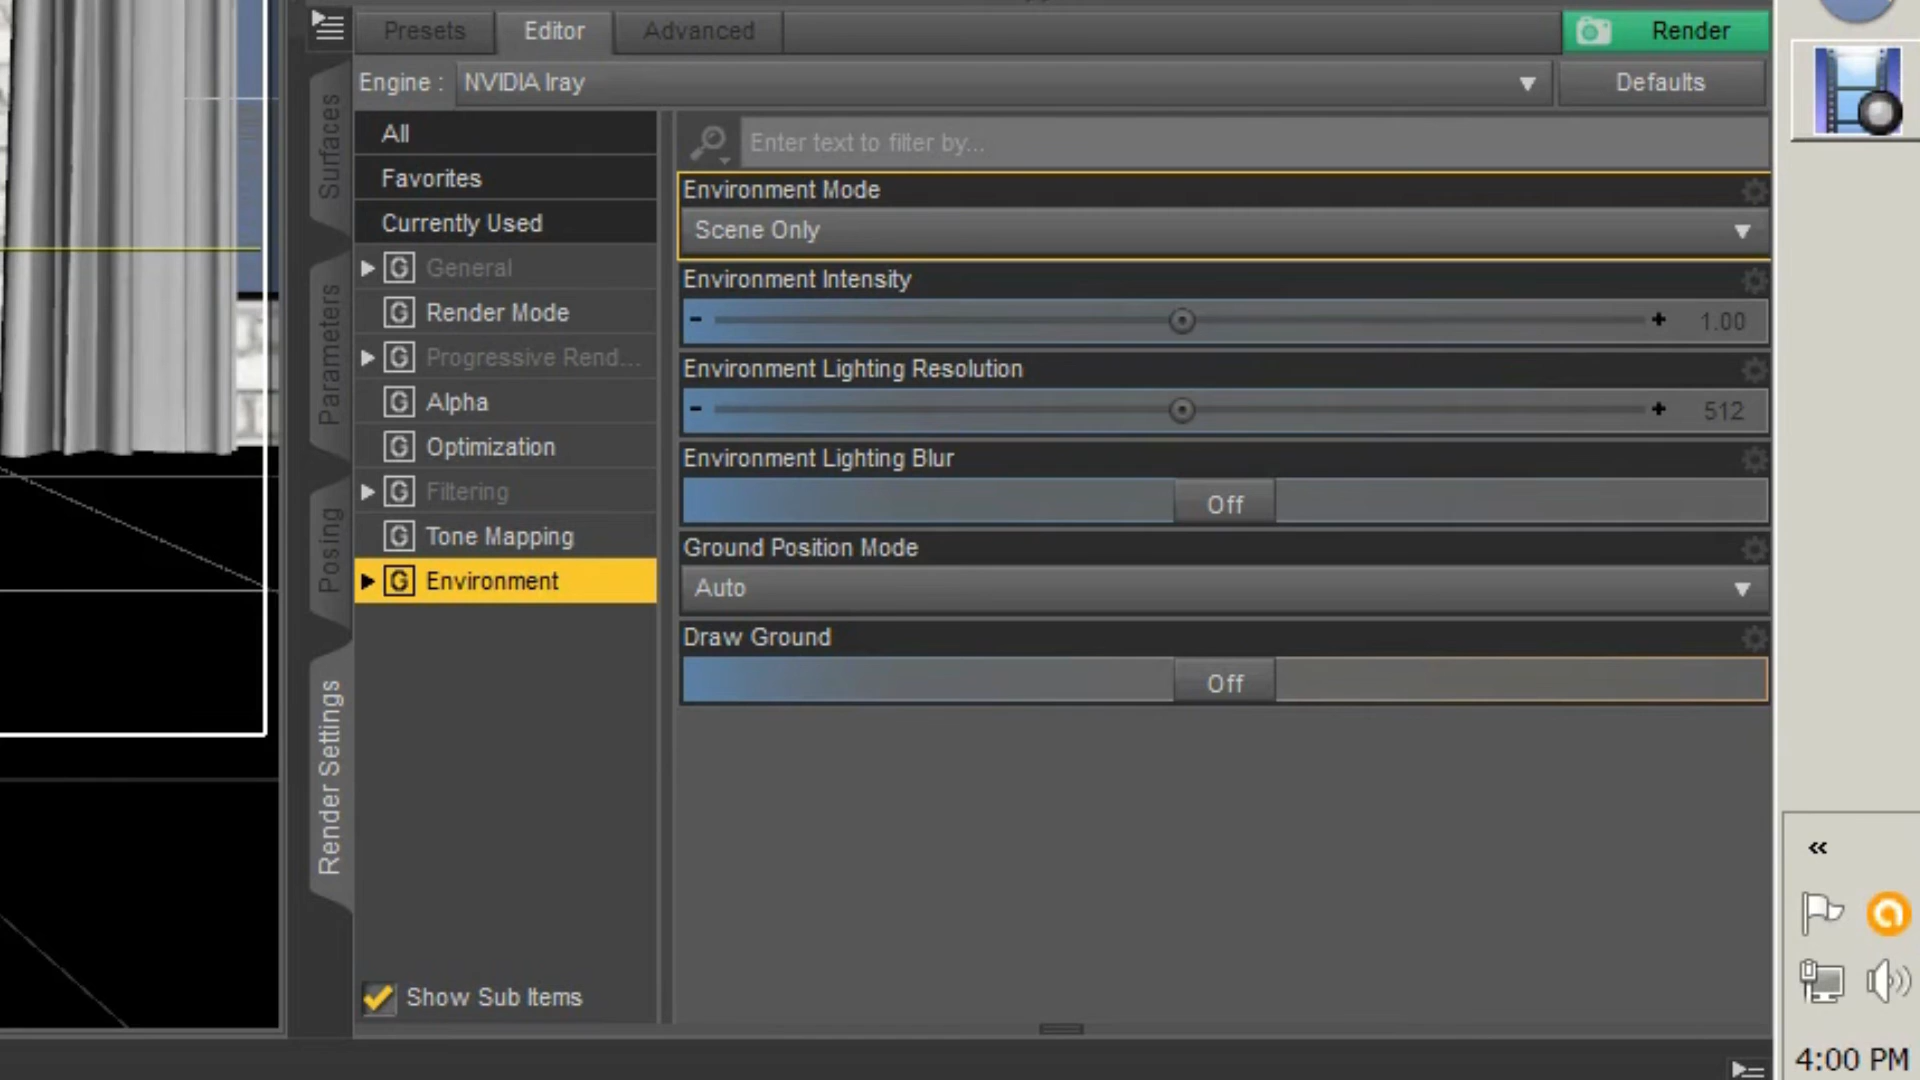 Presets
Editor
Advanced
Render
Engine :
NVIDIA Iray
Defaults
Surfaces
Parameters
Posing
Render Settings
All
Favorites
Currently Used
G General
G Render Mode
G Progressive Rend...
G Alpha
G Optimization
G Filtering
G Tone Mapping
G Environment
Show Sub Items
Enter text to filter by...
Environment Mode
Scene Only
Environment Intensity
- + 1.00
Environment Lighting Resolution
- + 512
Environment Lighting Blur
Off
Ground Position Mode
Auto
Draw Ground
Off
«
4:00 PM